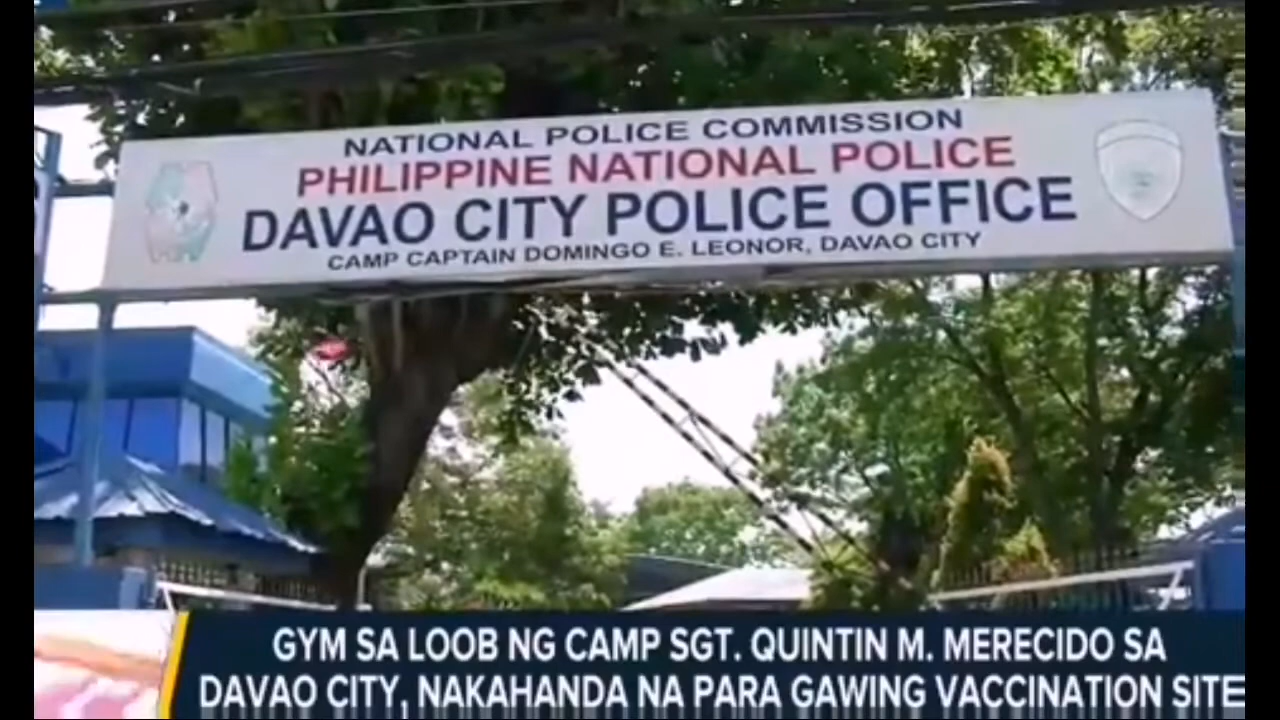 NATIONAL POLICE COMMISSION
PHILIPPINE NATIONAL POLICE
DAVAO CITY POLICE OFFICE
CAMP CAPTAIN DOMINGO E. LEONOR, DAVAO CITY
GYM SA LOOB NG CAMP SGT. QUINTIN M. MERECIDO SA
DAVAO CITY, NAKAHANDA NA PARA GAWING VACCINATION SITE